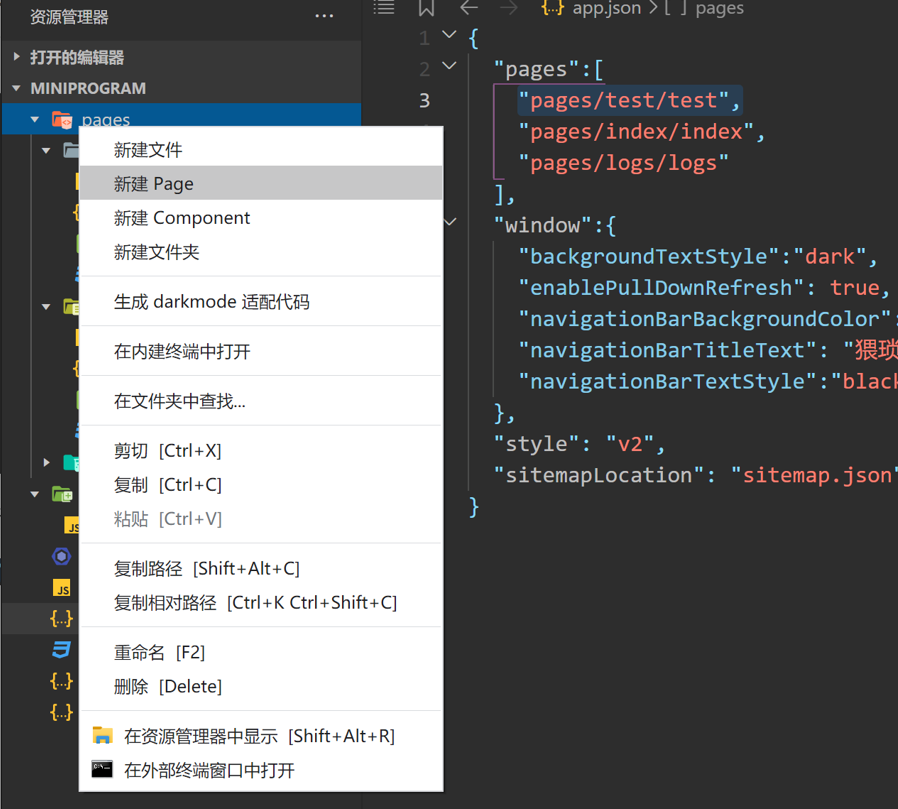 资源管理器
···
打开的编辑器
MINIPROGRAM
pages
新建文件
新建 Page
新建 Component
新建文件夹
生成 darkmode 适配代码
在内建终端中打开
在文件夹中查找...
剪切 [Ctrl+X]
复制 [Ctrl+C]
粘贴 [Ctrl+V]
复制路径 [Shift+Alt+C]
复制相对路径 [Ctrl+K Ctrl+Shift+C]
重命名 [F2]
删除 [Delete]
在资源管理器中显示 [Shift+Alt+R]
在外部终端窗口中打开
JS
JS
{..}
{..}
{..}
{..} app.json > [ ] pages
1 {
2 "pages":[
3 "pages/test/test",
"pages/index/index",
"pages/logs/logs"
],
"window":{
"backgroundTextStyle":"dark",
"enablePullDownRefresh": true,
"navigationBarBackgroundColor":
"navigationBarTitleText": "猥琐
"navigationBarTextStyle":"black
},
"style": "v2",
"sitemapLocation": "sitemap.json"
}